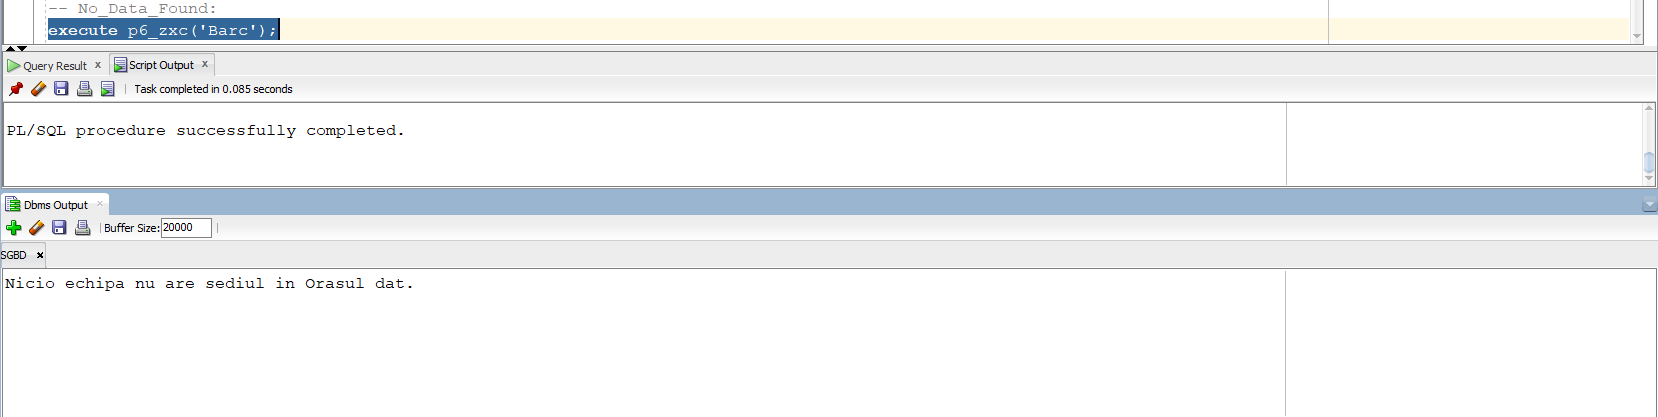 -- No_Data_Found:
execute p6_zxc('Barc');
Query Result x Script Output x
Task completed in 0.085 seconds
PL/SQL procedure successfully completed.
Dbms Output x
Buffer Size: 20000
SGBD x
Nicio echipa nu are sediul in Orasul dat.